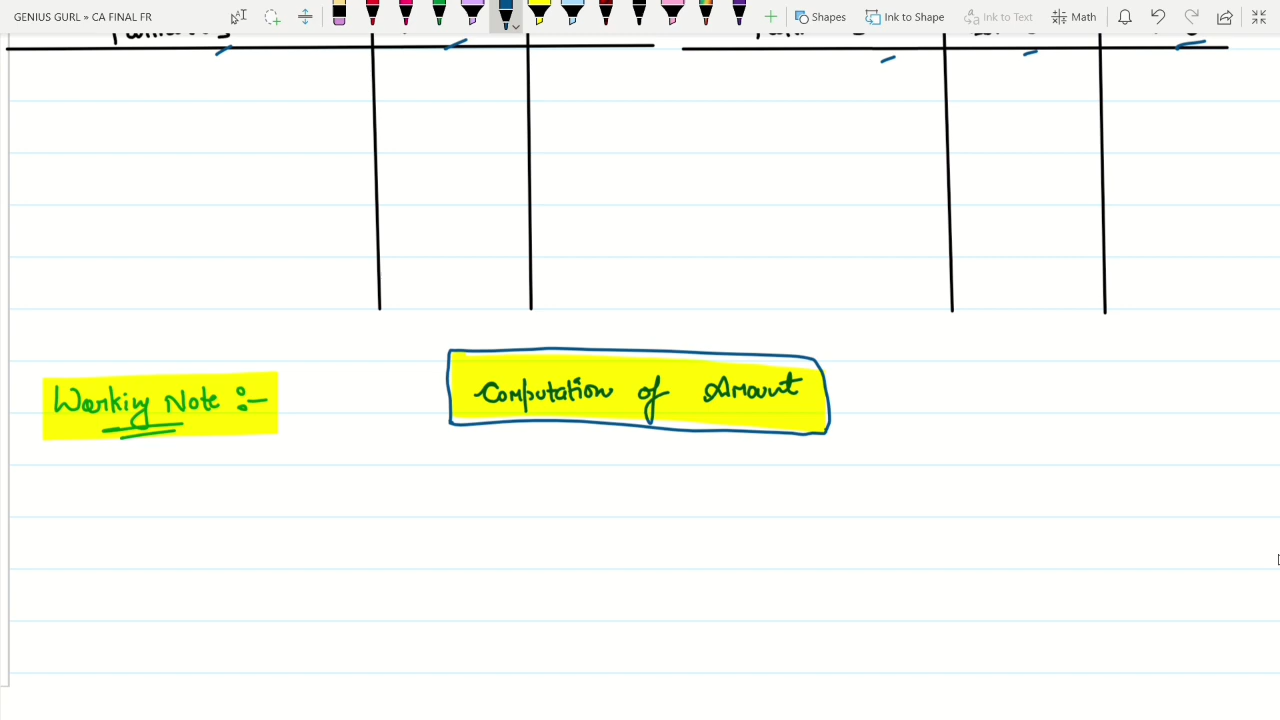 GENIUS GURL » CA FINAL FR
Shapes
Ink to Shape
Ink to Text
Math
Working Note :-
Computation of Amount